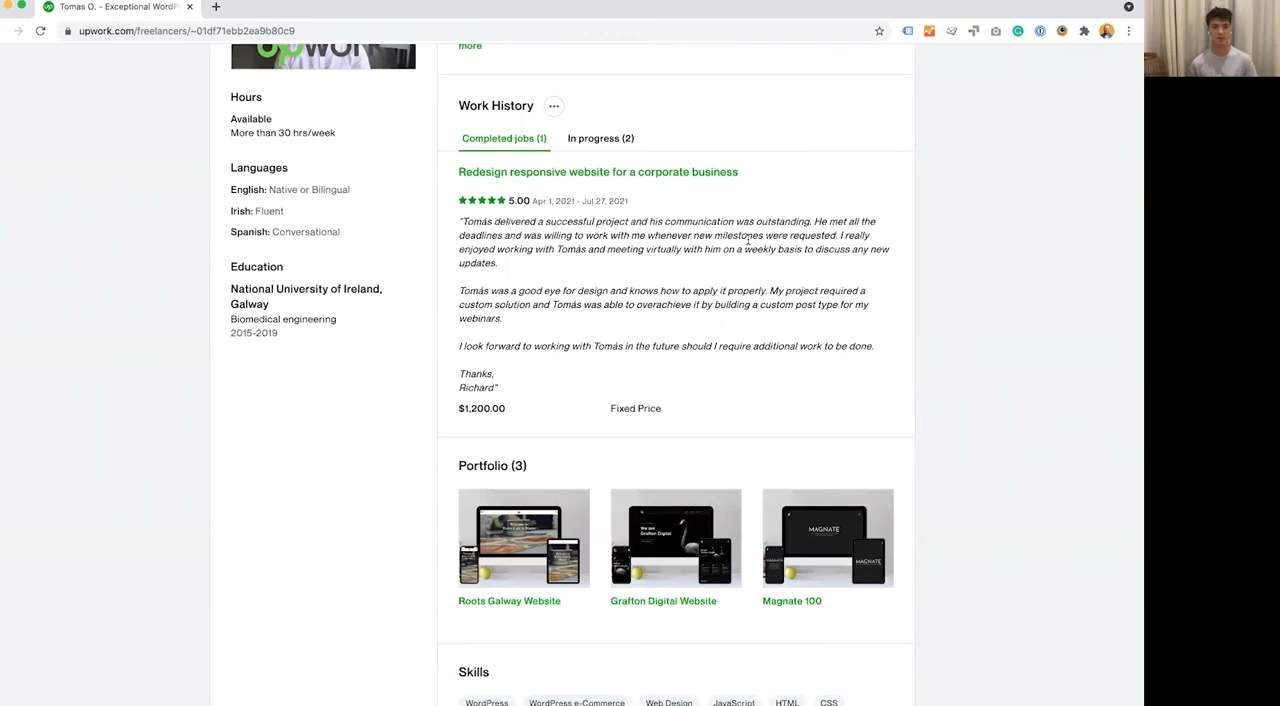 Tomas O. - Exceptional WordP
upwork.com/freelancers/~01df71ebb2ea9b80c9
upwork
more
Hours
Available
More than 30 hrs/week
Languages
English: Native or Bilingual
Irish: Fluent
Spanish: Conversational
Education
National University of Ireland,
Galway
Biomedical engineering
2015-2019
Work History
Completed jobs (1)
In progress (2)
Redesign responsive website for a corporate business
5.00 Apr 1, 2021 - Jul 27, 2021
"Tomás delivered a successful project and his communication was outstanding. He met all the
deadlines and was willing to work with me whenever new milestones were requested. I really
enjoyed working with Tomás and meeting virtually with him on a weekly basis to discuss any new
updates.
Tomás was a good eye for design and knows how to apply it properly. My project required a
custom solution and Tomás was able to overachieve it by building a custom post type for my
webinars.
I look forward to working with Tomás in the future should I require additional work to be done.
Thanks,
Richard"
$1,200.00
Fixed Price
Portfolio (3)
We are
Grafton Digital
MAGNATE
MAGNATE
Roots Galway Website
Grafton Digital Website
Magnate 100
Skills
WordPress
WordPress e-Commerce
Web Design
JavaScript
HTML
CSS